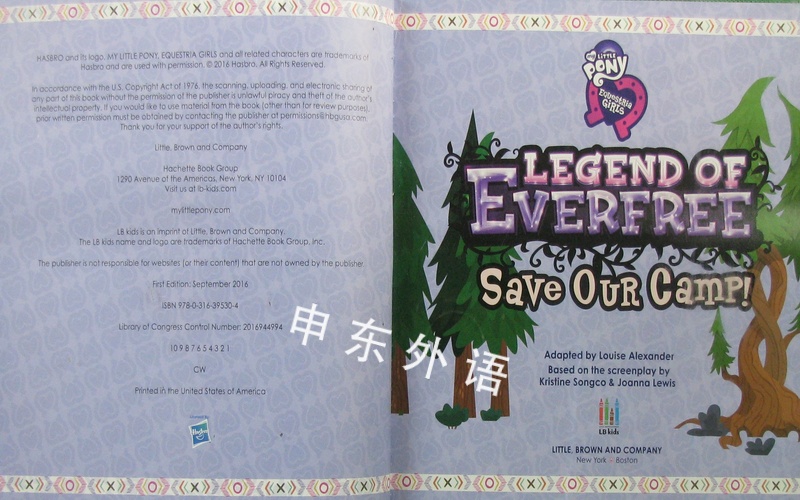 HASBRO and its logo, MY LITTLE PONY, EQUESTRIA GIRLS and all related characters are trademarks of
Hasbro and are used with permission. © 2016 Hasbro. All Rights Reserved.
In accordance with the U.S. Copyright Act of 1976, the scanning, uploading, and electronic sharing of
any part of this book without the permission of the publisher is unlawful piracy and theft of the author's
intellectual property. If you would like to use material from the book (other than for review purposes),
prior written permission must be obtained by contacting the publisher at permissions@hbgusa.com.
Thank you for your support of the author's rights.
Little, Brown and Company
Hachette Book Group
1290 Avenue of the Americas, New York, NY 10104
Visit us at lb-kids.com
mylittlepony.com
LB kids is an imprint of Little, Brown and Company.
The LB kids name and logo are trademarks of Hachette Book Group, Inc.
The publisher is not responsible for websites (or their content) that are not owned by the publisher.
First Edition: September 2016
ISBN 978-0-316-39530-4
Library of Congress Control Number: 2016944994
10 9 8 7 6 5 4 3 2 1
CW
Printed in the United States of America
Hasbro
MY LITTLE
PONY
EQUESTRIA
GIRLS
LEGEND OF
EVERFREE
Save OUR Camp!
Adapted by Louise Alexander
Based on the screenplay by
Kristine Songco & Joanna Lewis
LB kids
LITTLE, BROWN AND COMPANY
New York – Boston
申东外语